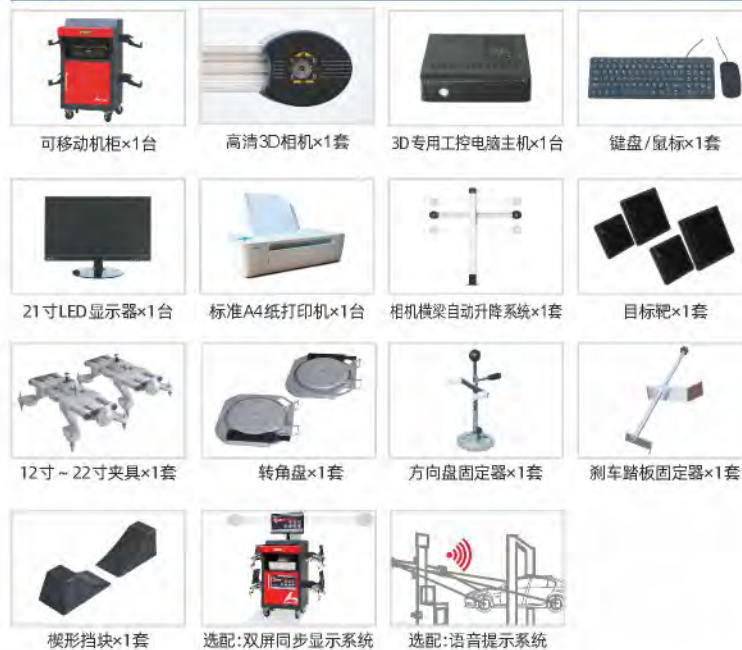 可移动机柜×1台
高清3D相机×1套
3D专用工控电脑主机×1台
键盘/鼠标×1套
21寸LED显示器×1台
标准A4纸打印机×1台
相机横梁自动升降系统×1套
目标靶×1套
12寸~22寸夹具×1套
转角盘×1套
方向盘固定器×1套
刹车踏板固定器×1套
楔形挡块×1套
选配:双屏同步显示系统
选配:语音提示系统